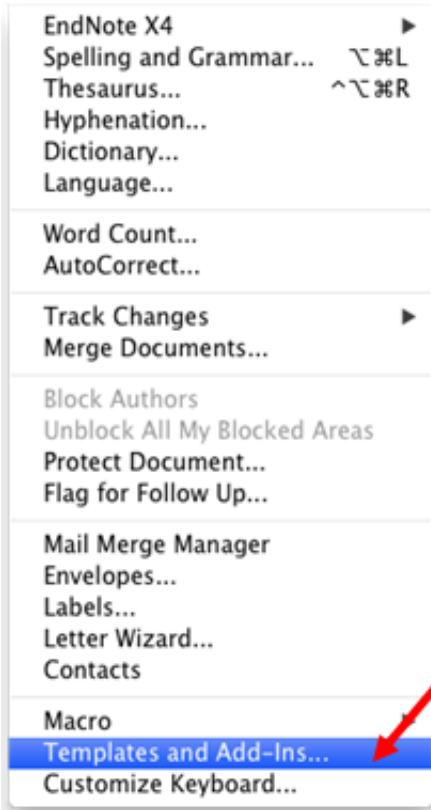 EndNote X4
Spelling and Grammar... ⌥⌘L
Thesaurus... ^⌥⌘R
Hyphenation...
Dictionary...
Language...
Word Count...
AutoCorrect...
Track Changes
Merge Documents...
Block Authors
Unblock All My Blocked Areas
Protect Document...
Flag for Follow Up...
Mail Merge Manager
Envelopes...
Labels...
Letter Wizard...
Contacts
Macro
Templates and Add-Ins...
Customize Keyboard...